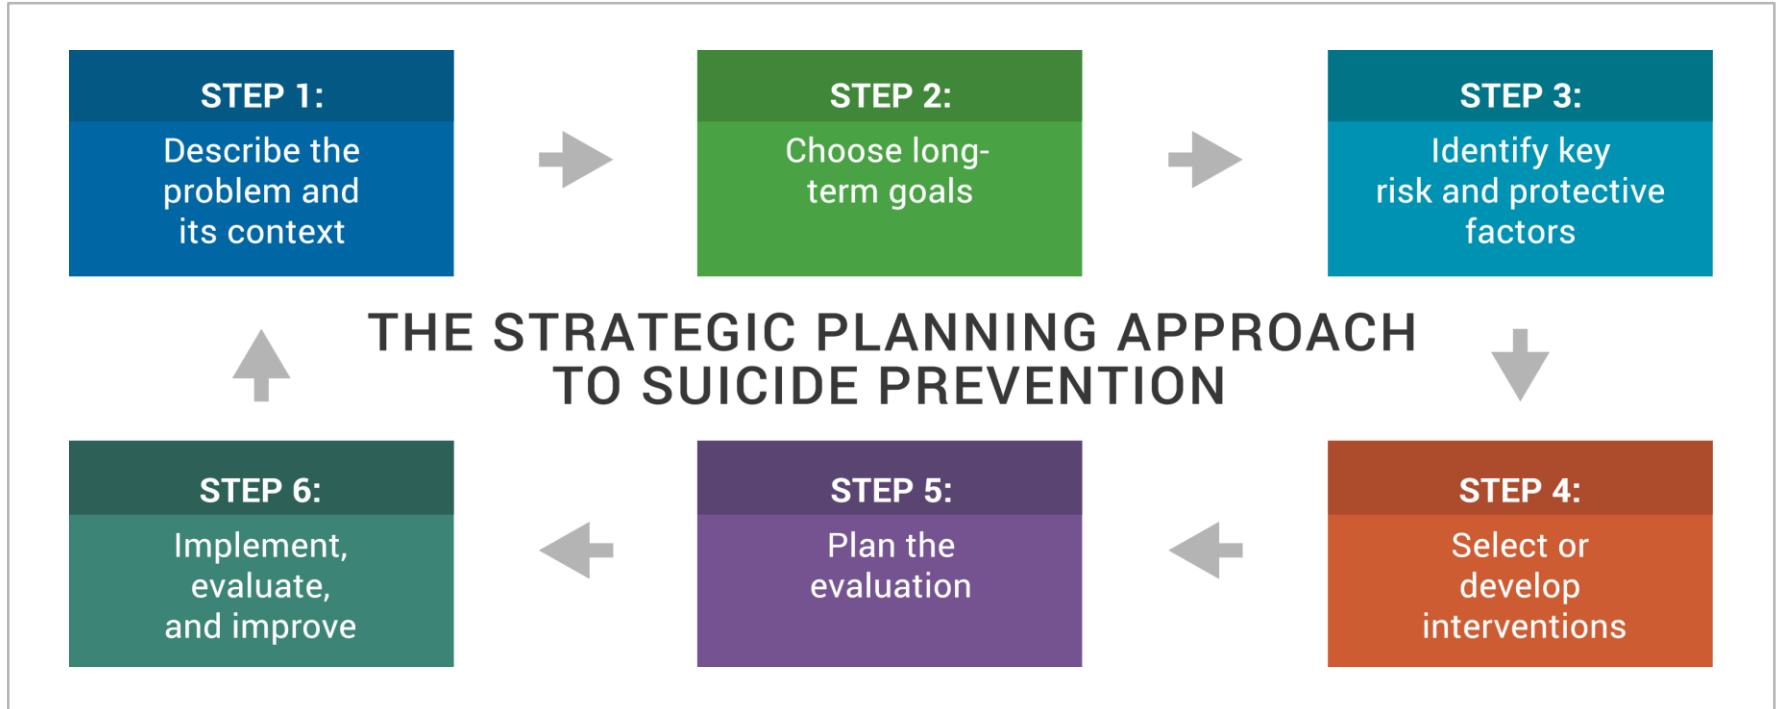 STEP 1:
Describe the
problem and
its context
STEP 2:
Choose long-
term goals
STEP 3:
Identify key
risk and protective
factors
THE STRATEGIC PLANNING APPROACH
TO SUICIDE PREVENTION
STEP 4:
Select or
develop
interventions
STEP 5:
Plan the
evaluation
STEP 6:
Implement,
evaluate,
and improve